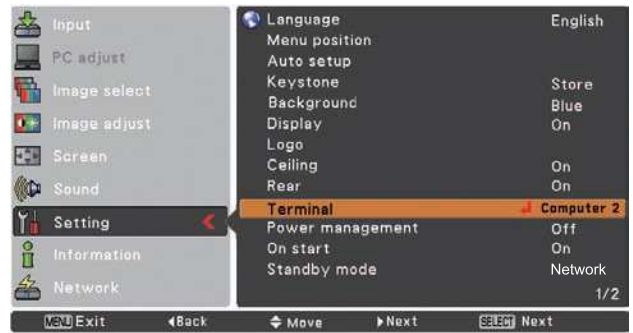 Input
PC adjust
Image select
Image adjust
Screen
Sound
Setting
Information
Network
Language English
Menu position
Auto setup
Keystone Store
Background Blue
Display On
Logo
Ceiling On
Rear On
Terminal Computer 2
Power management Off
On start On
Standby mode Network
1/2
MENU Exit Back Move Next SELECT Next